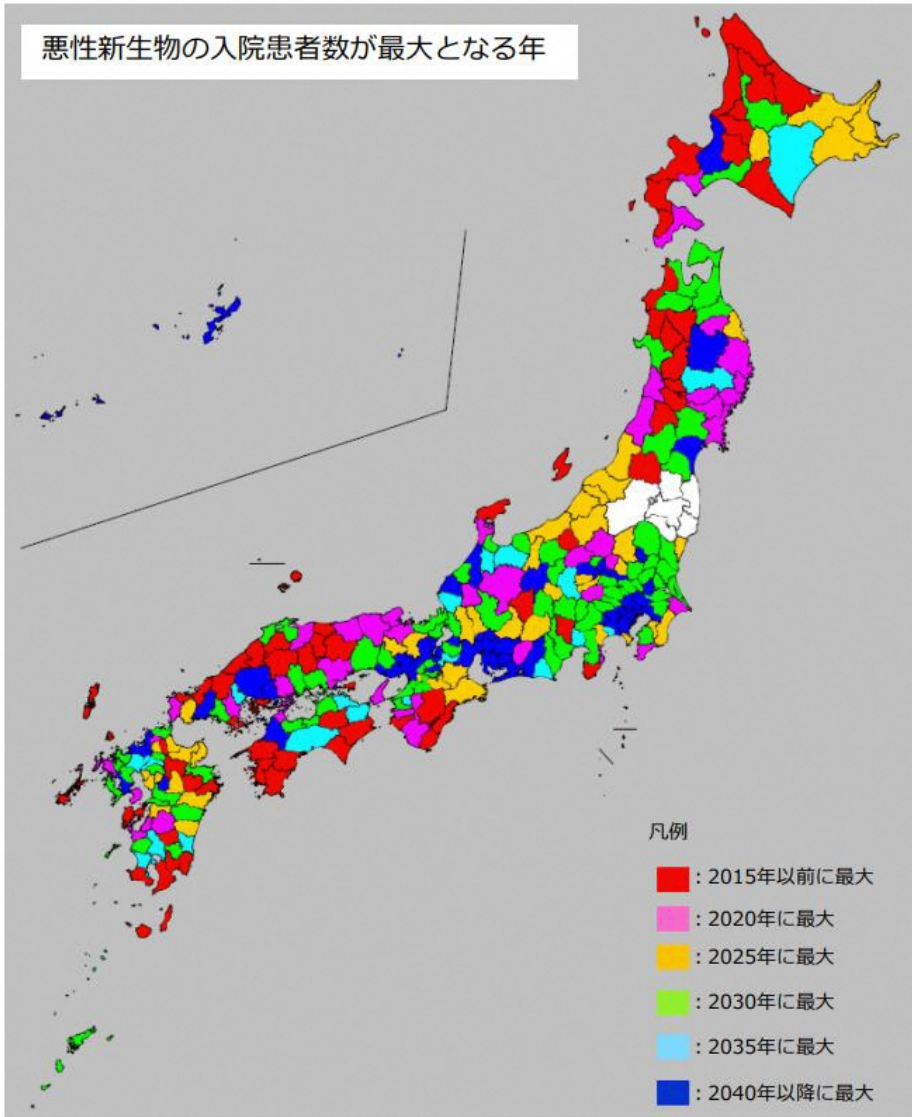 悪性新生物の入院患者数が最大となる年
凡例
：2015年以前に最大
：2020年に最大
：2025年に最大
：2030年に最大
：2035年に最大
：2040年以降に最大